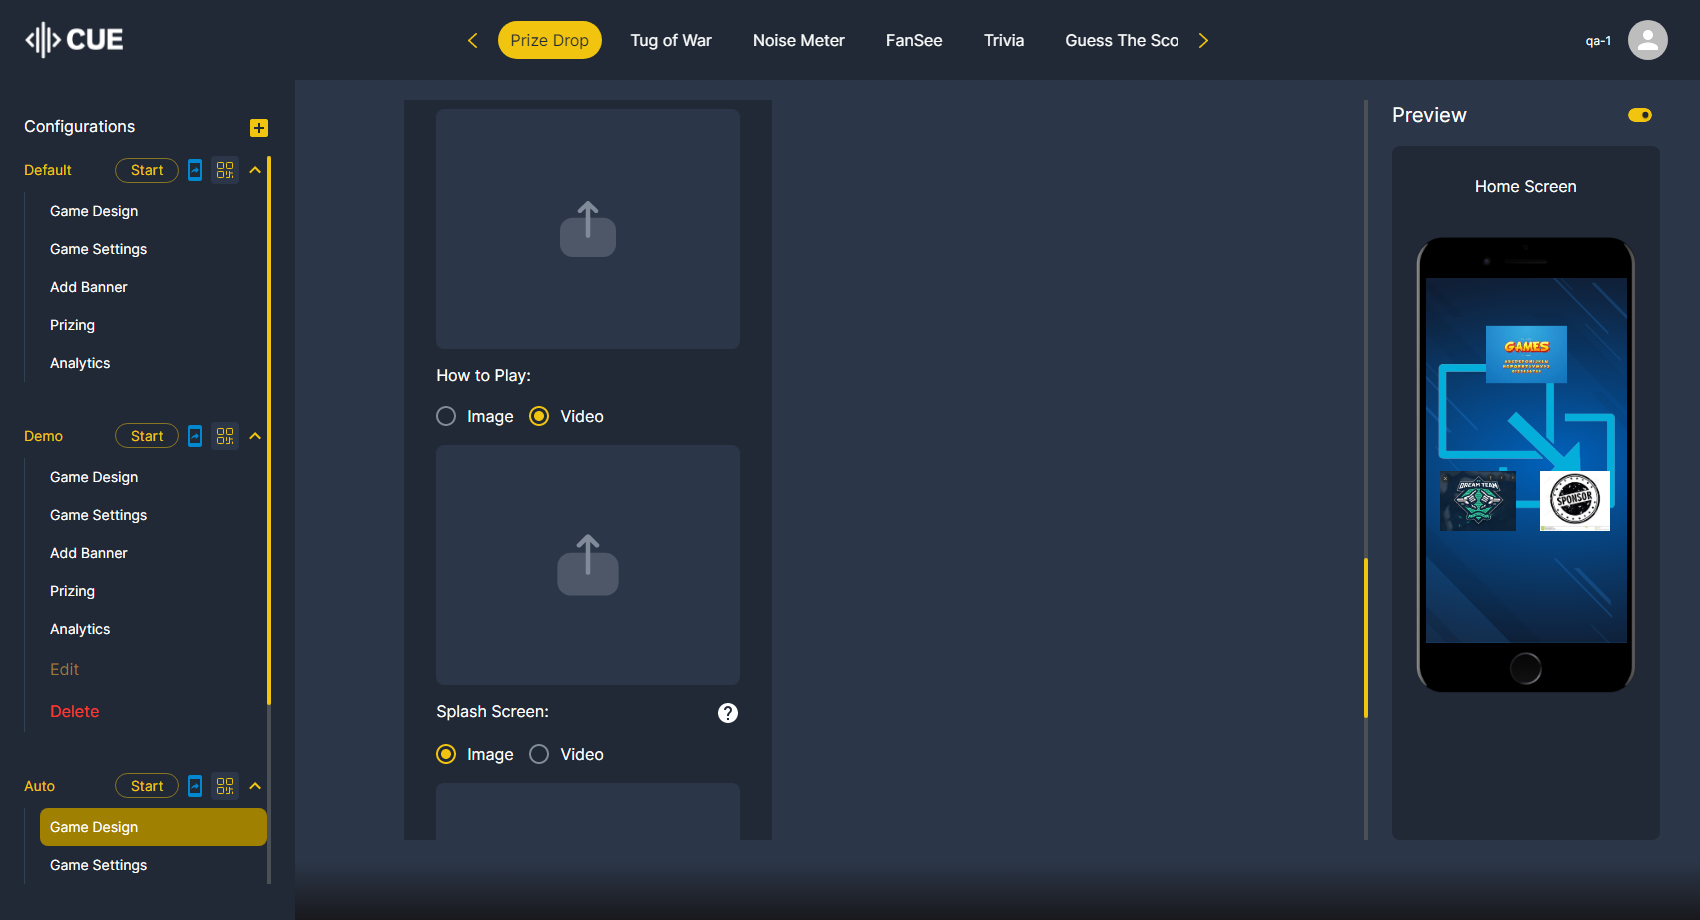 CUE
Prize Drop
Tug of War
Noise Meter
FanSee
Trivia
Guess The Sco
qa-1
Configurations
Default
Start
Game Design
Game Settings
Add Banner
Prizing
Analytics
Demo
Start
Game Design
Game Settings
Add Banner
Prizing
Analytics
Edit
Delete
Auto
Start
Game Design
Game Settings
How to Play:
Image
Video
Splash Screen:
?
Image
Video
Preview
Home Screen
GAMES
DREAM TEAM
SPONSOR